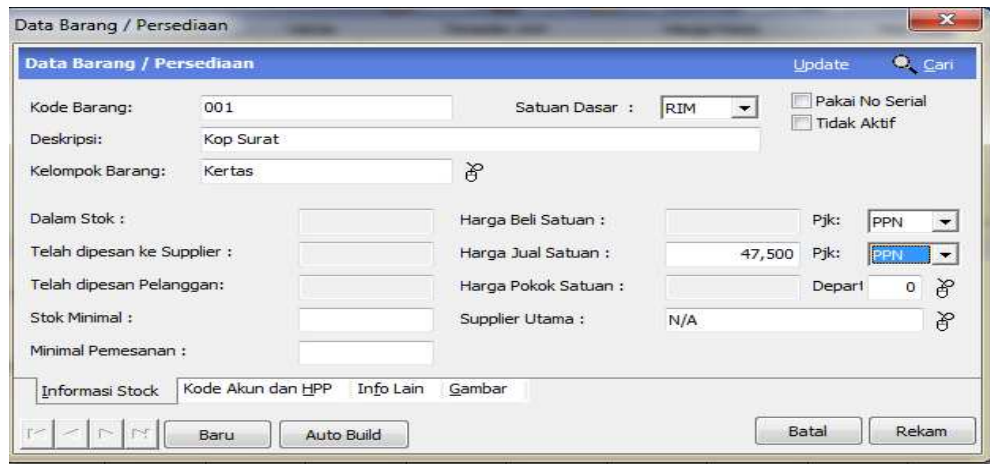 Data Barang / Persediaan
Data Barang / Persediaan Update Cari
Kode Barang: 001 Satuan Dasar : RIM Pakai No Serial
Tidak Aktif
Deskripsi: Kop Surat
Kelompok Barang: Kertas
Dalam Stok : Harga Beli Satuan : Pjk: PPN
Telah dipesan ke Supplier : Harga Jual Satuan : 47,500 Pjk: PPN
Telah dipesan Pelanggan: Harga Pokok Satuan : Depart 0
Stok Minimal : Supplier Utama : N/A
Minimal Pemesanan :
Informasi Stock Kode Akun dan HPP Info Lain Gambar
Baru Auto Build Batal Rekam